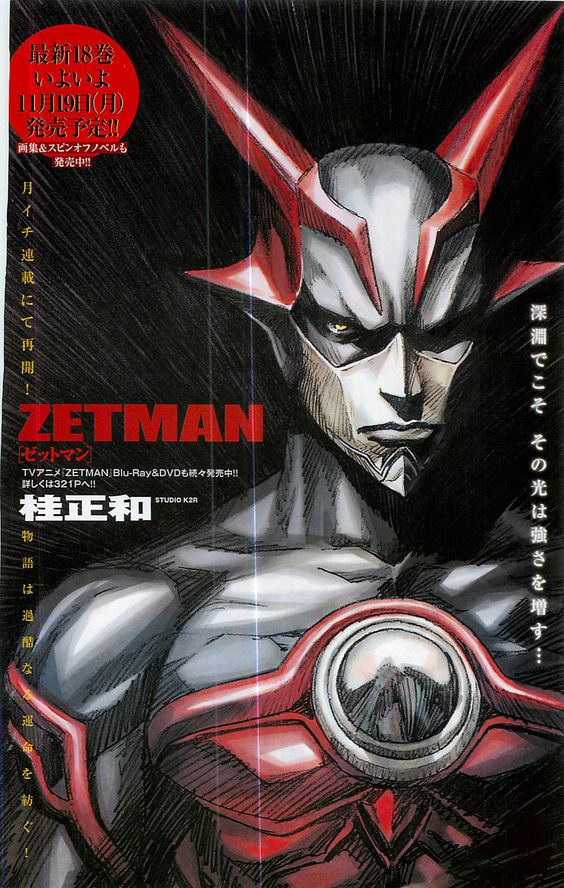 最新18巻
いよいよ
11月19日(月)
発売予定!!
画集&スピンオフノベルも
発売中!!
月イチ連載にて再開!
ZETMAN
[ゼットマン]
TVアニメ「ZETMAN」Blu-Ray&DVDも続々発売中!!
詳しくは321Pへ!!
桂正和
STUDIO K2R
物語は過酷なる運命を紡ぐ!
深淵でこそ その光は強さを増す…